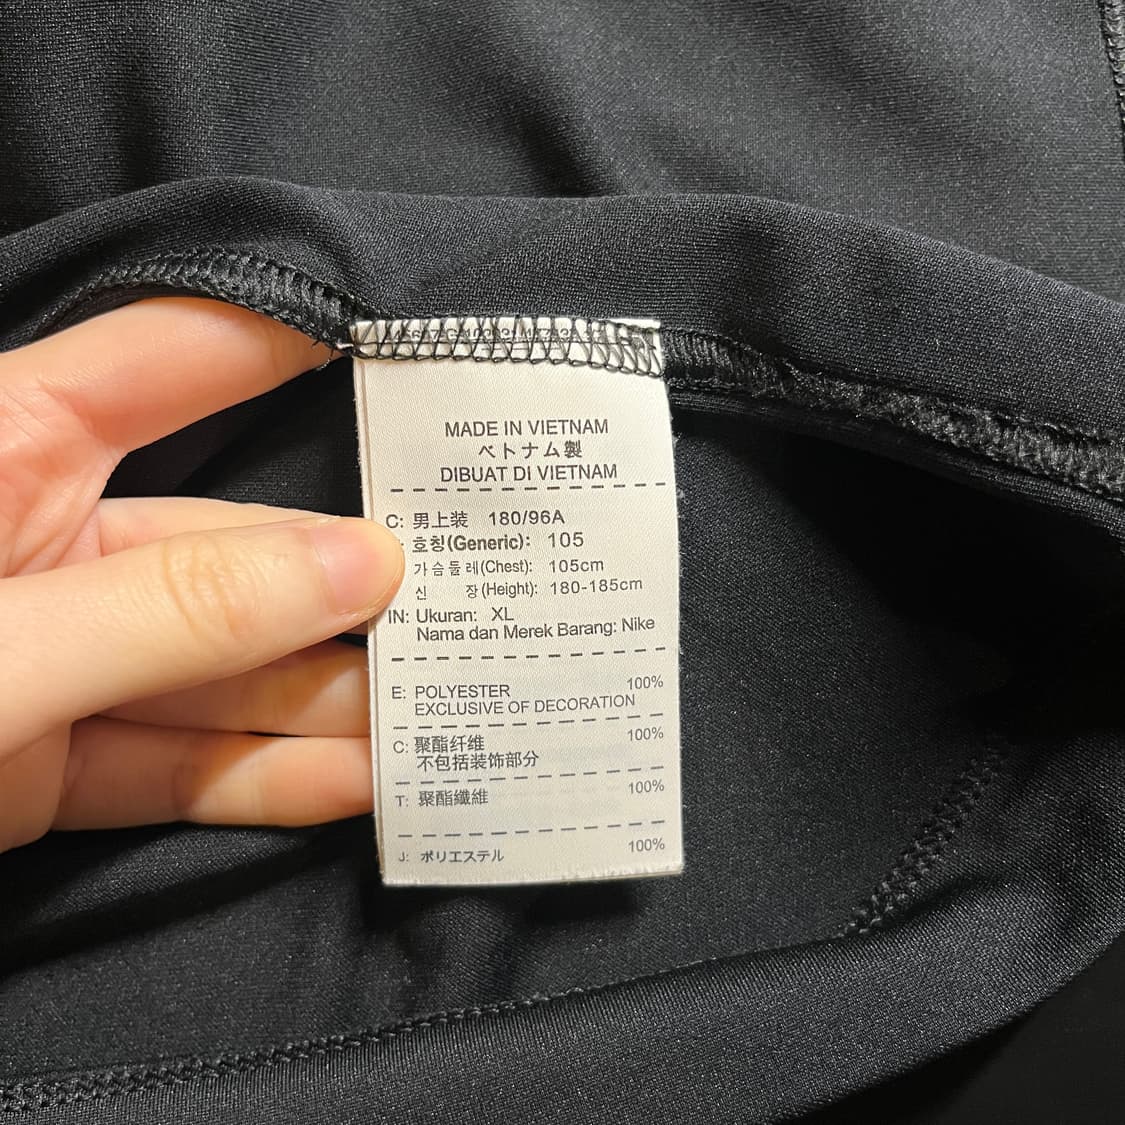 MADE IN VIETNAM
ベトナム製
DIBUAT DI VIETNAM
C: 男上装 180/96A
호칭(Generic): 105
가슴둘레(Chest): 105cm
신 장(Height): 180-185cm
IN: Ukuran: XL
Nama dan Merek Barang: Nike
E: POLYESTER 100%
EXCLUSIVE OF DECORATION
C: 聚酯纤维 100%
不包括装饰部分
T: 聚酯纖維 100%
J: ポリエステル 100%